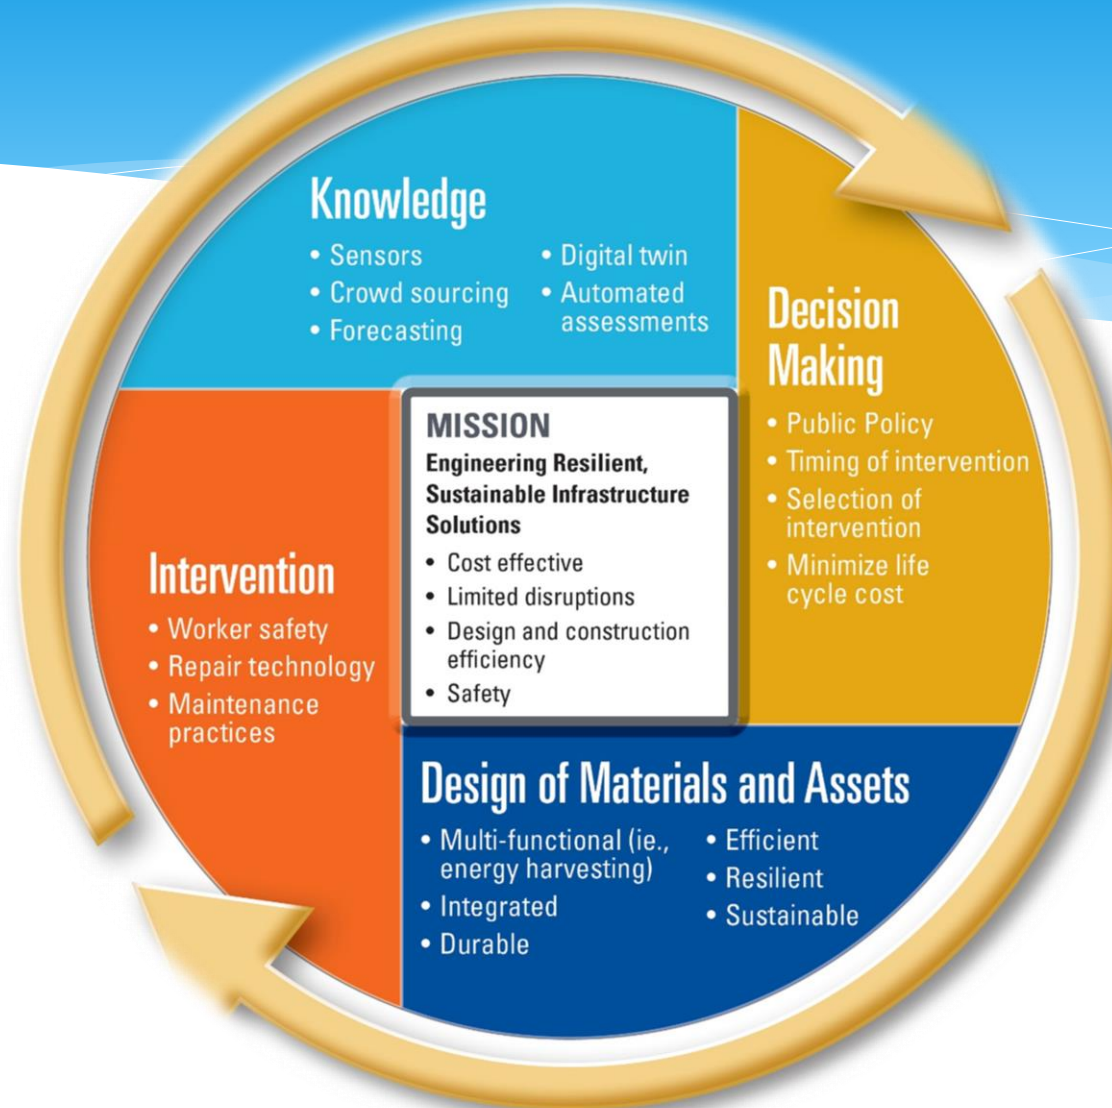 Knowledge
• Sensors
• Crowd sourcing
• Forecasting
• Digital twin
• Automated
assessments
Decision
Making
• Public Policy
• Timing of intervention
• Selection of
intervention
• Minimize life
cycle cost
MISSION
Engineering Resilient,
Sustainable Infrastructure
Solutions
• Cost effective
• Limited disruptions
• Design and construction
efficiency
• Safety
Intervention
• Worker safety
• Repair technology
• Maintenance
practices
Design of Materials and Assets
• Multi-functional (ie.,
energy harvesting)
• Integrated
• Durable
• Efficient
• Resilient
• Sustainable